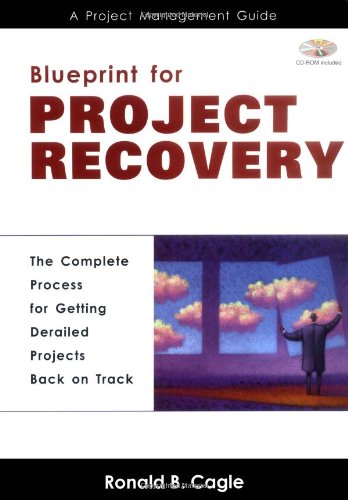 A Project Management Guide
CD-ROM included
Blueprint for
PROJECT
RECOVERY
The Complete
Process
for Getting
Derailed
Projects
Back on Track
Ronald B. Cagle